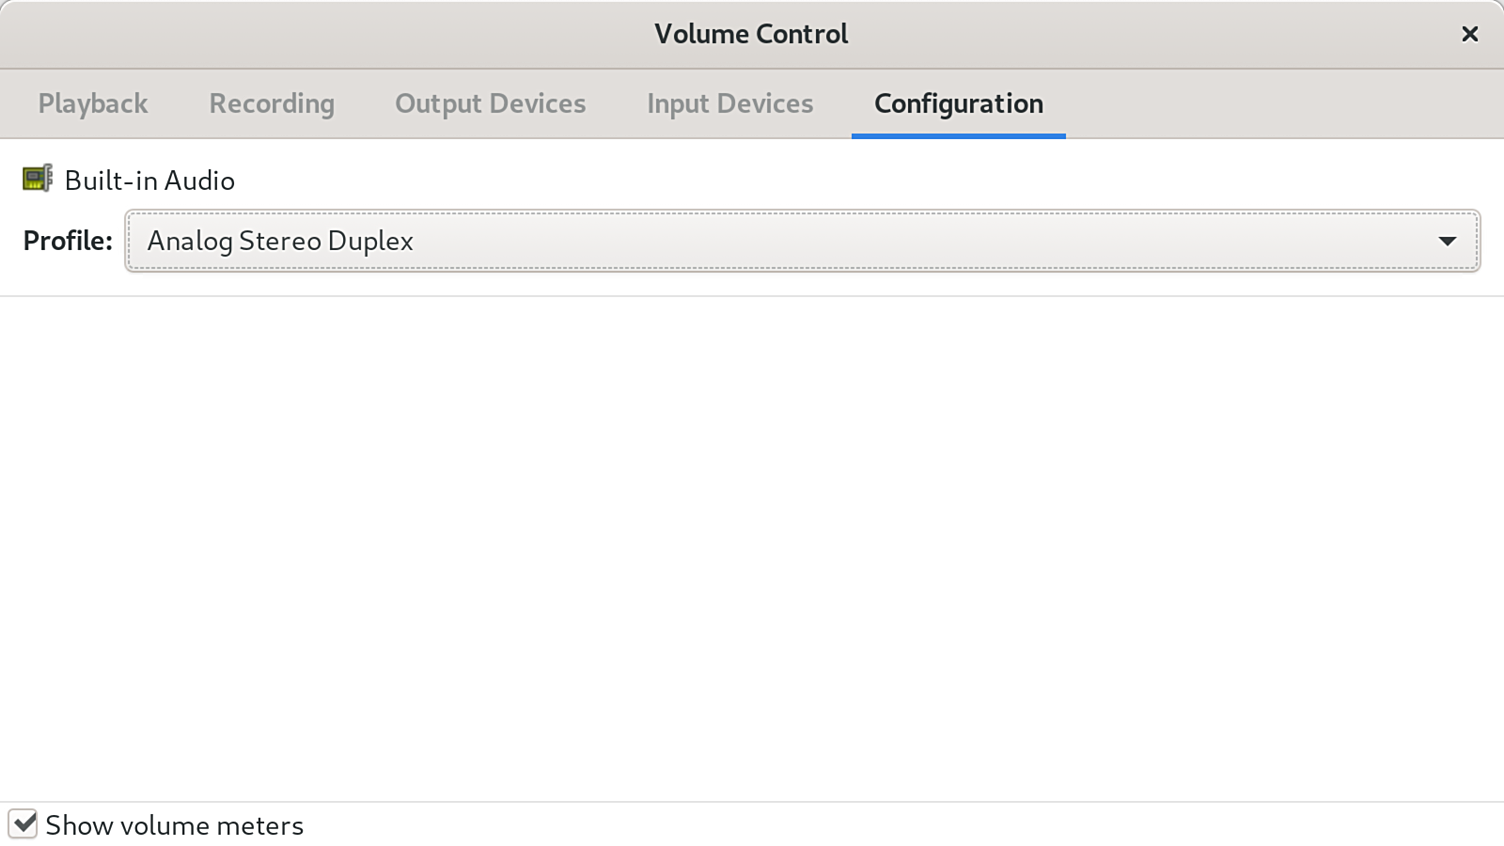 Volume Control
Playback Recording Output Devices Input Devices Configuration
Built-in Audio
Profile: Analog Stereo Duplex
Show volume meters